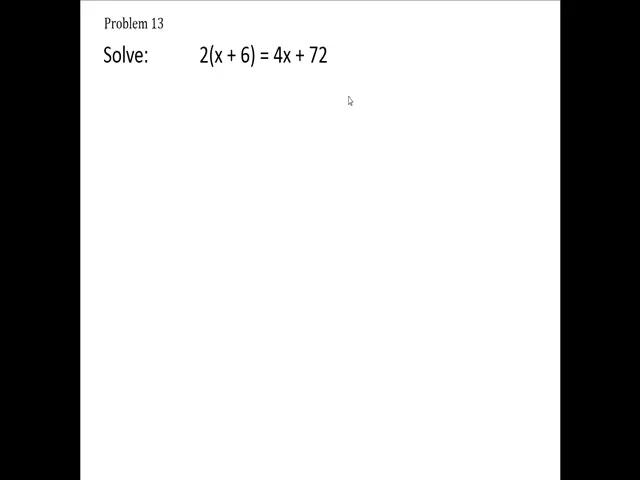 Problem 13
Solve: 2(x + 6) = 4x + 72